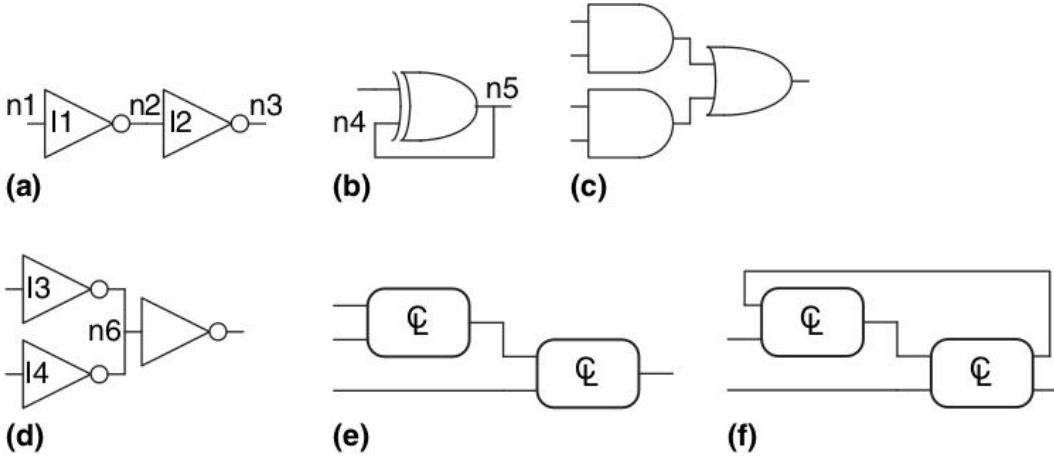 n1 I1 n2 I2 n3
(a)
n4 n5
(b)
(c)
I3
n6
I4
(d)
CL
CL
(e)
CL
CL
(f)